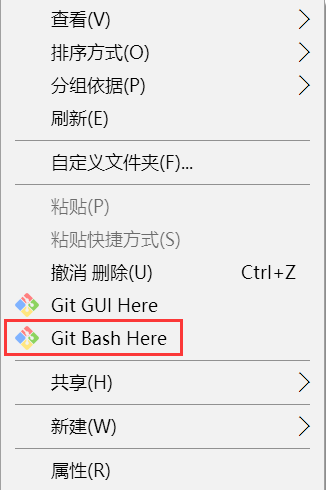 查看(V)
排序方式(O)
分组依据(P)
刷新(E)
自定义文件夹(F)...
粘贴(P)
粘贴快捷方式(S)
撤消 删除(U) Ctrl+Z
Git GUI Here
Git Bash Here
共享(H)
新建(W)
属性(R)